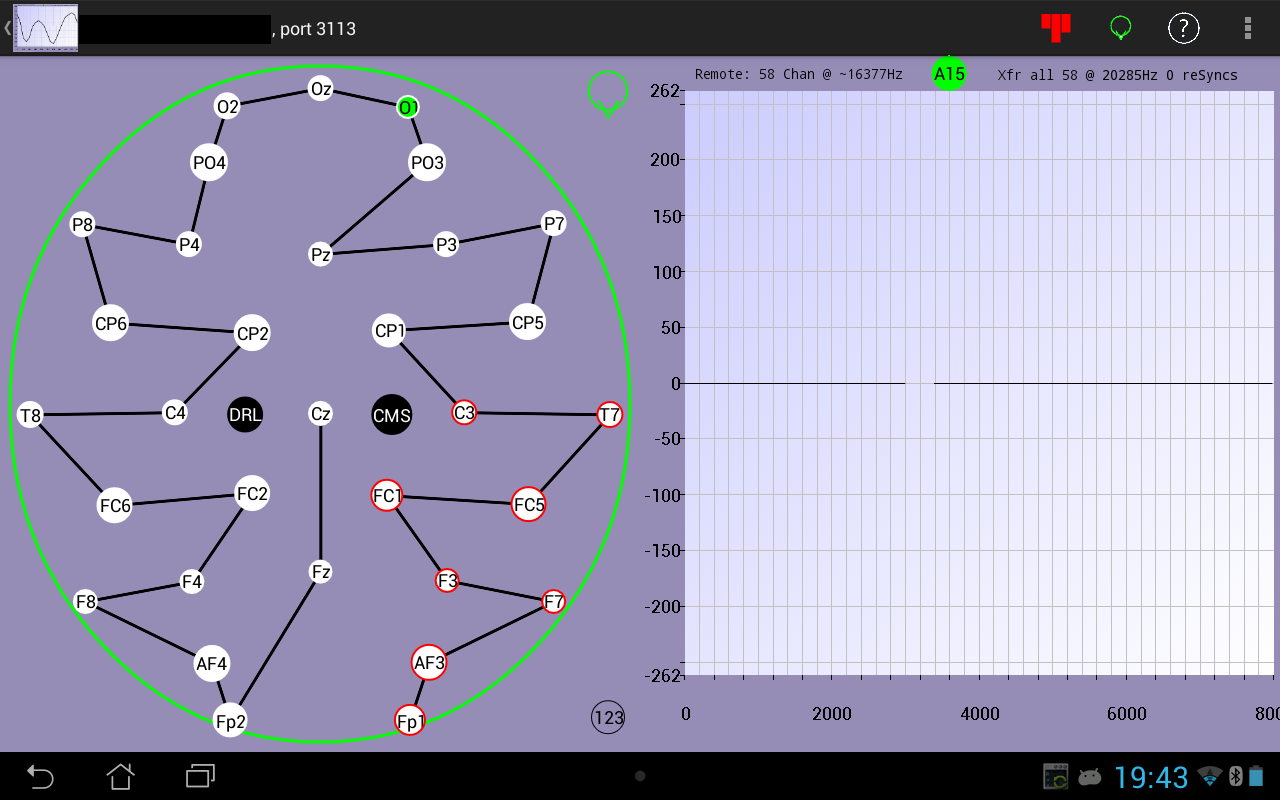 , port 3113
?
Remote: 58 Chan @ ~16377Hz
A15
Xfr all 58 @ 20285Hz 0 reSyncs
Oz
O2
O1
PO4
PO3
P8
P7
P4
P3
Pz
CP6
CP5
CP2
CP1
T8
C4
DRL
Cz
CMS
C3
T7
FC6
FC2
FC1
FC5
Fz
F4
F3
F8
F7
AF4
AF3
Fp2
Fp1
123
262
200
150
100
50
0
-50
-100
-150
-200
-262
0
2000
4000
6000
800
19:43